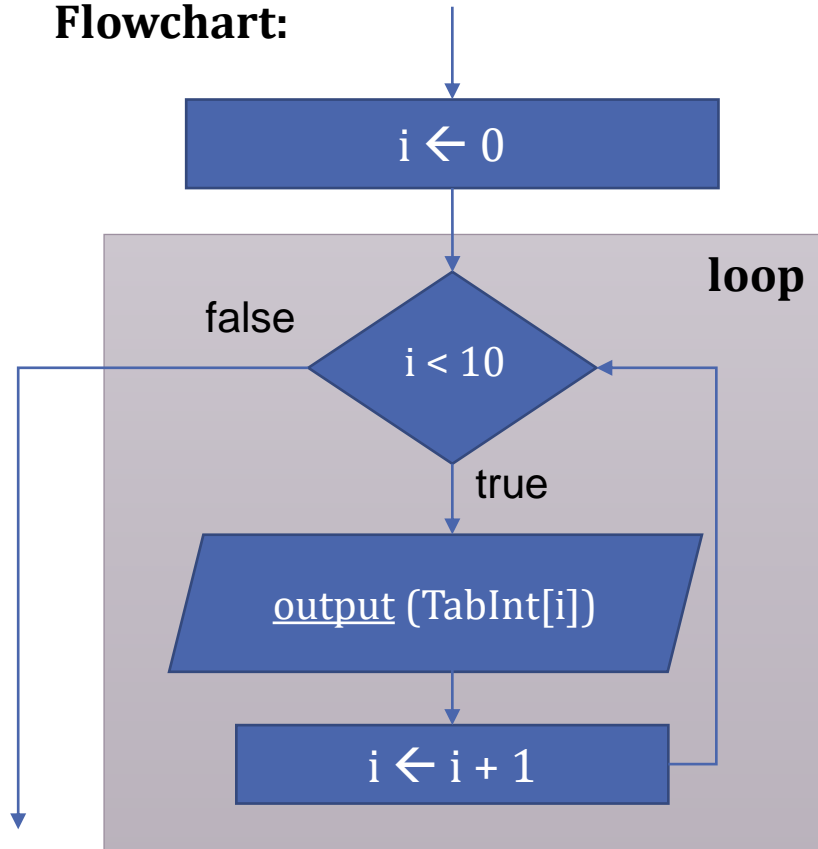 Flowchart:
i ← 0
loop
false
i < 10
true
output (TabInt[i])
i ← i + 1